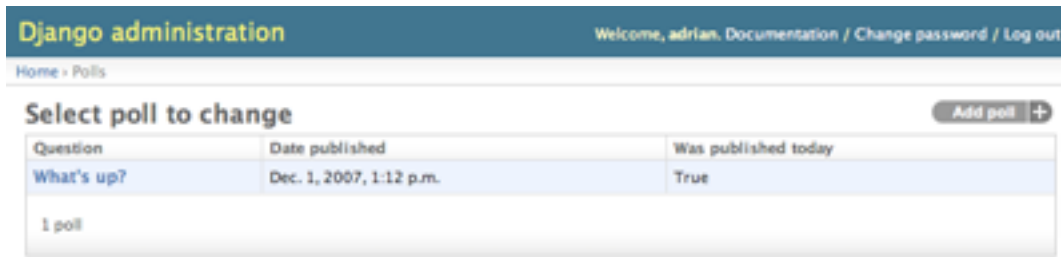 Django administration
Welcome, adrian. Documentation / Change password / Log out
Home › Polls
Select poll to change
Add poll +
Question Date published Was published today
What's up? Dec. 1, 2007, 1:12 p.m. True
1 poll